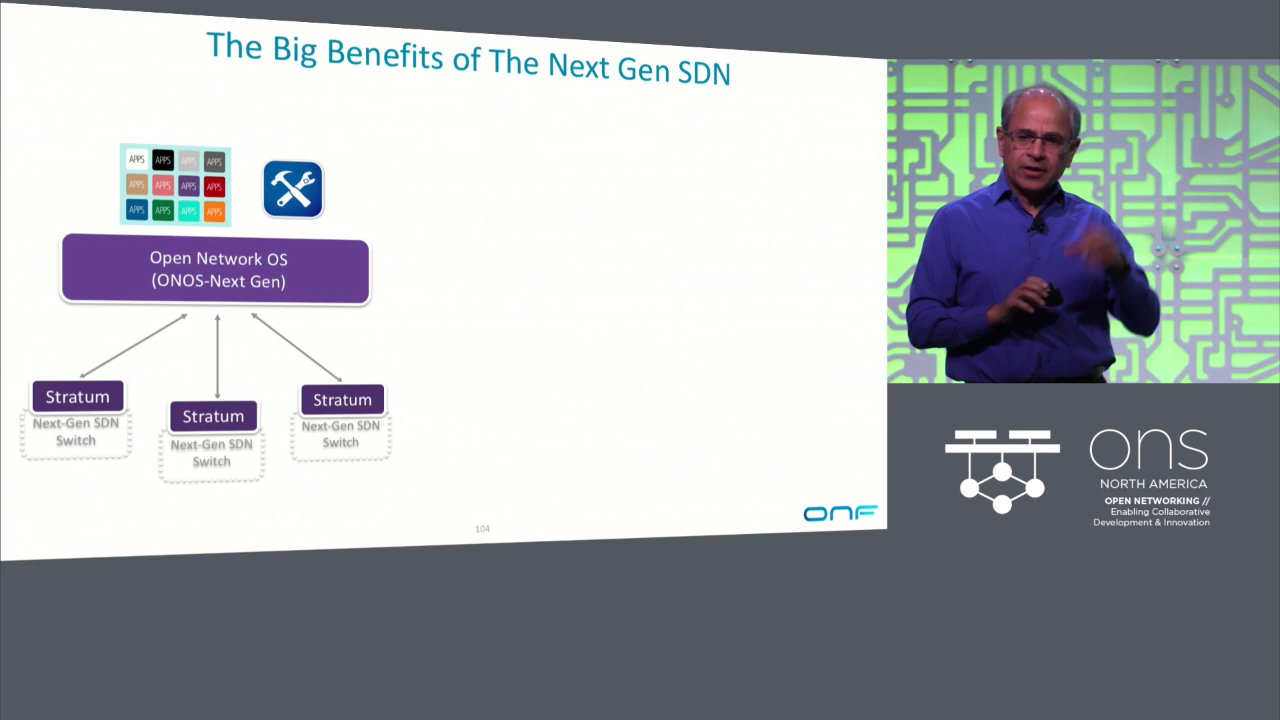 The Big Benefits of The Next Gen SDN
APPS APPS APPS APPS
APPS APPS APPS APPS
APPS APPS APPS APPS
Open Network OS
(ONOS-Next Gen)
Stratum
Next-Gen SDN
Switch
Stratum
Next-Gen SDN
Switch
Stratum
Next-Gen SDN
Switch
104
ONF
ons
NORTH AMERICA
OPEN NETWORKING //
Enabling Collaborative
Development & Innovation